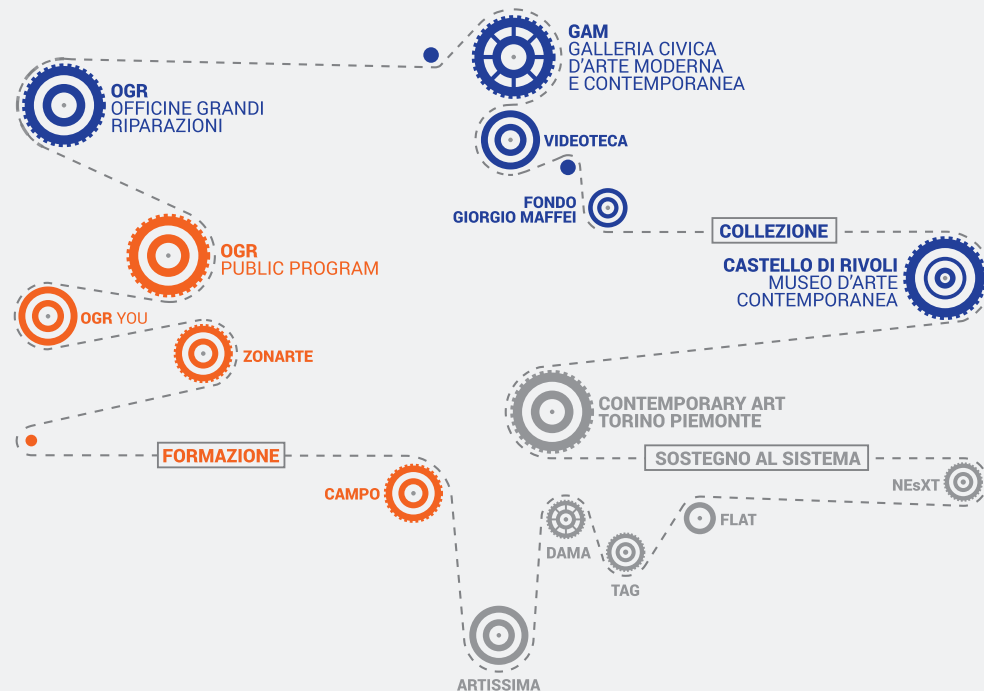 GAM
GALLERIA CIVICA
D'ARTE MODERNA
E CONTEMPORANEA
OGR
OFFICINE GRANDI
RIPARAZIONI
VIDEOTECA
FONDO
GIORGIO MAFFEI
COLLEZIONE
OGR
PUBLIC PROGRAM
CASTELLO DI RIVOLI
MUSEO D'ARTE
CONTEMPORANEA
OGR YOU
ZONARTE
CONTEMPORARY ART
TORINO PIEMONTE
FORMAZIONE
SOSTEGNO AL SISTEMA
CAMPO
NEsXT
FLAT
DAMA
TAG
ARTISSIMA